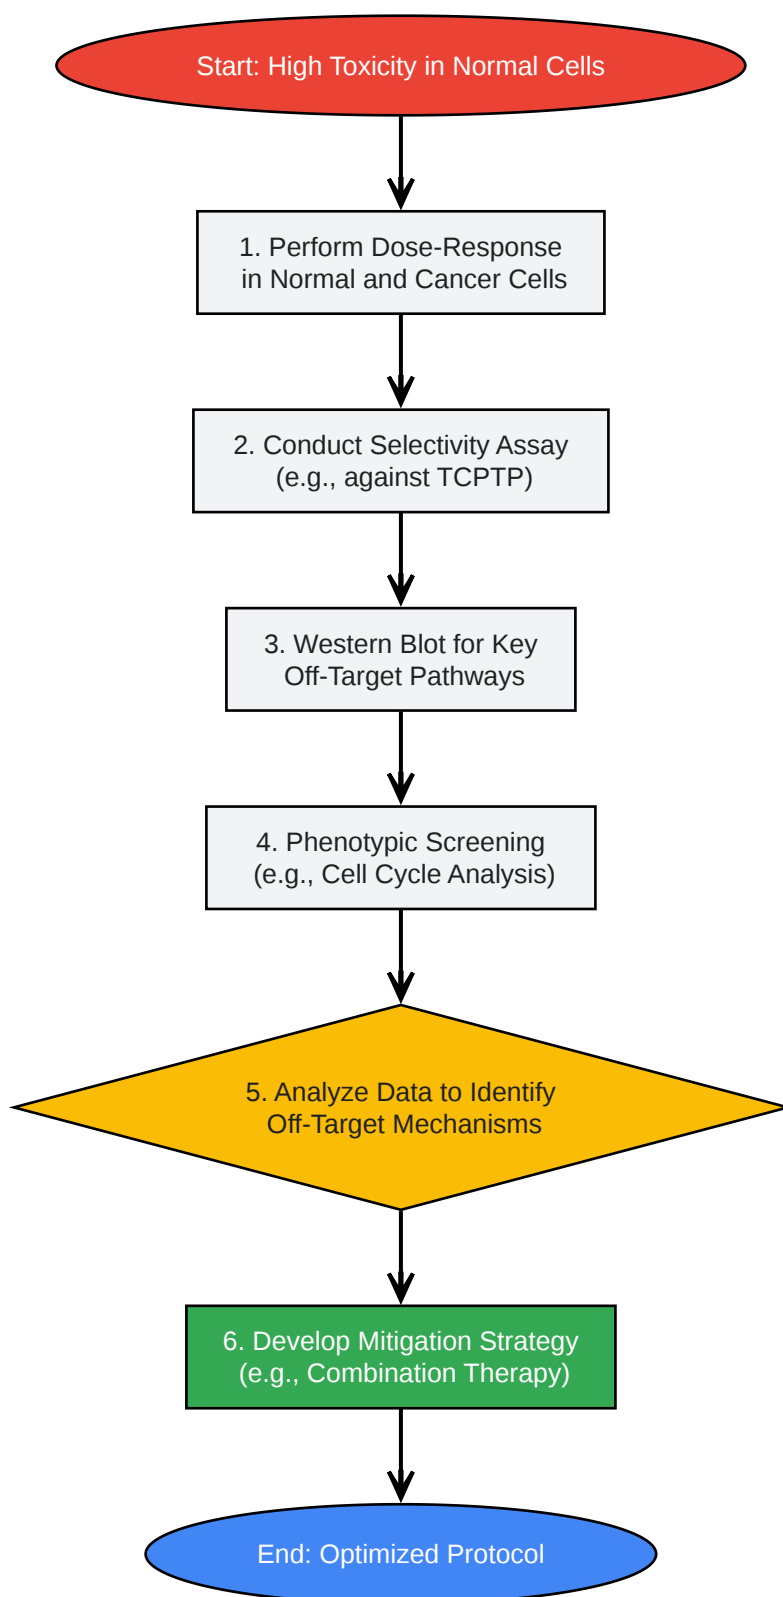 Start: High Toxicity in Normal Cells
1. Perform Dose-Response
in Normal and Cancer Cells
2. Conduct Selectivity Assay
(e.g., against TCPTP)
3. Western Blot for Key
Off-Target Pathways
4. Phenotypic Screening
(e.g., Cell Cycle Analysis)
5. Analyze Data to Identify
Off-Target Mechanisms
6. Develop Mitigation Strategy
(e.g., Combination Therapy)
End: Optimized Protocol